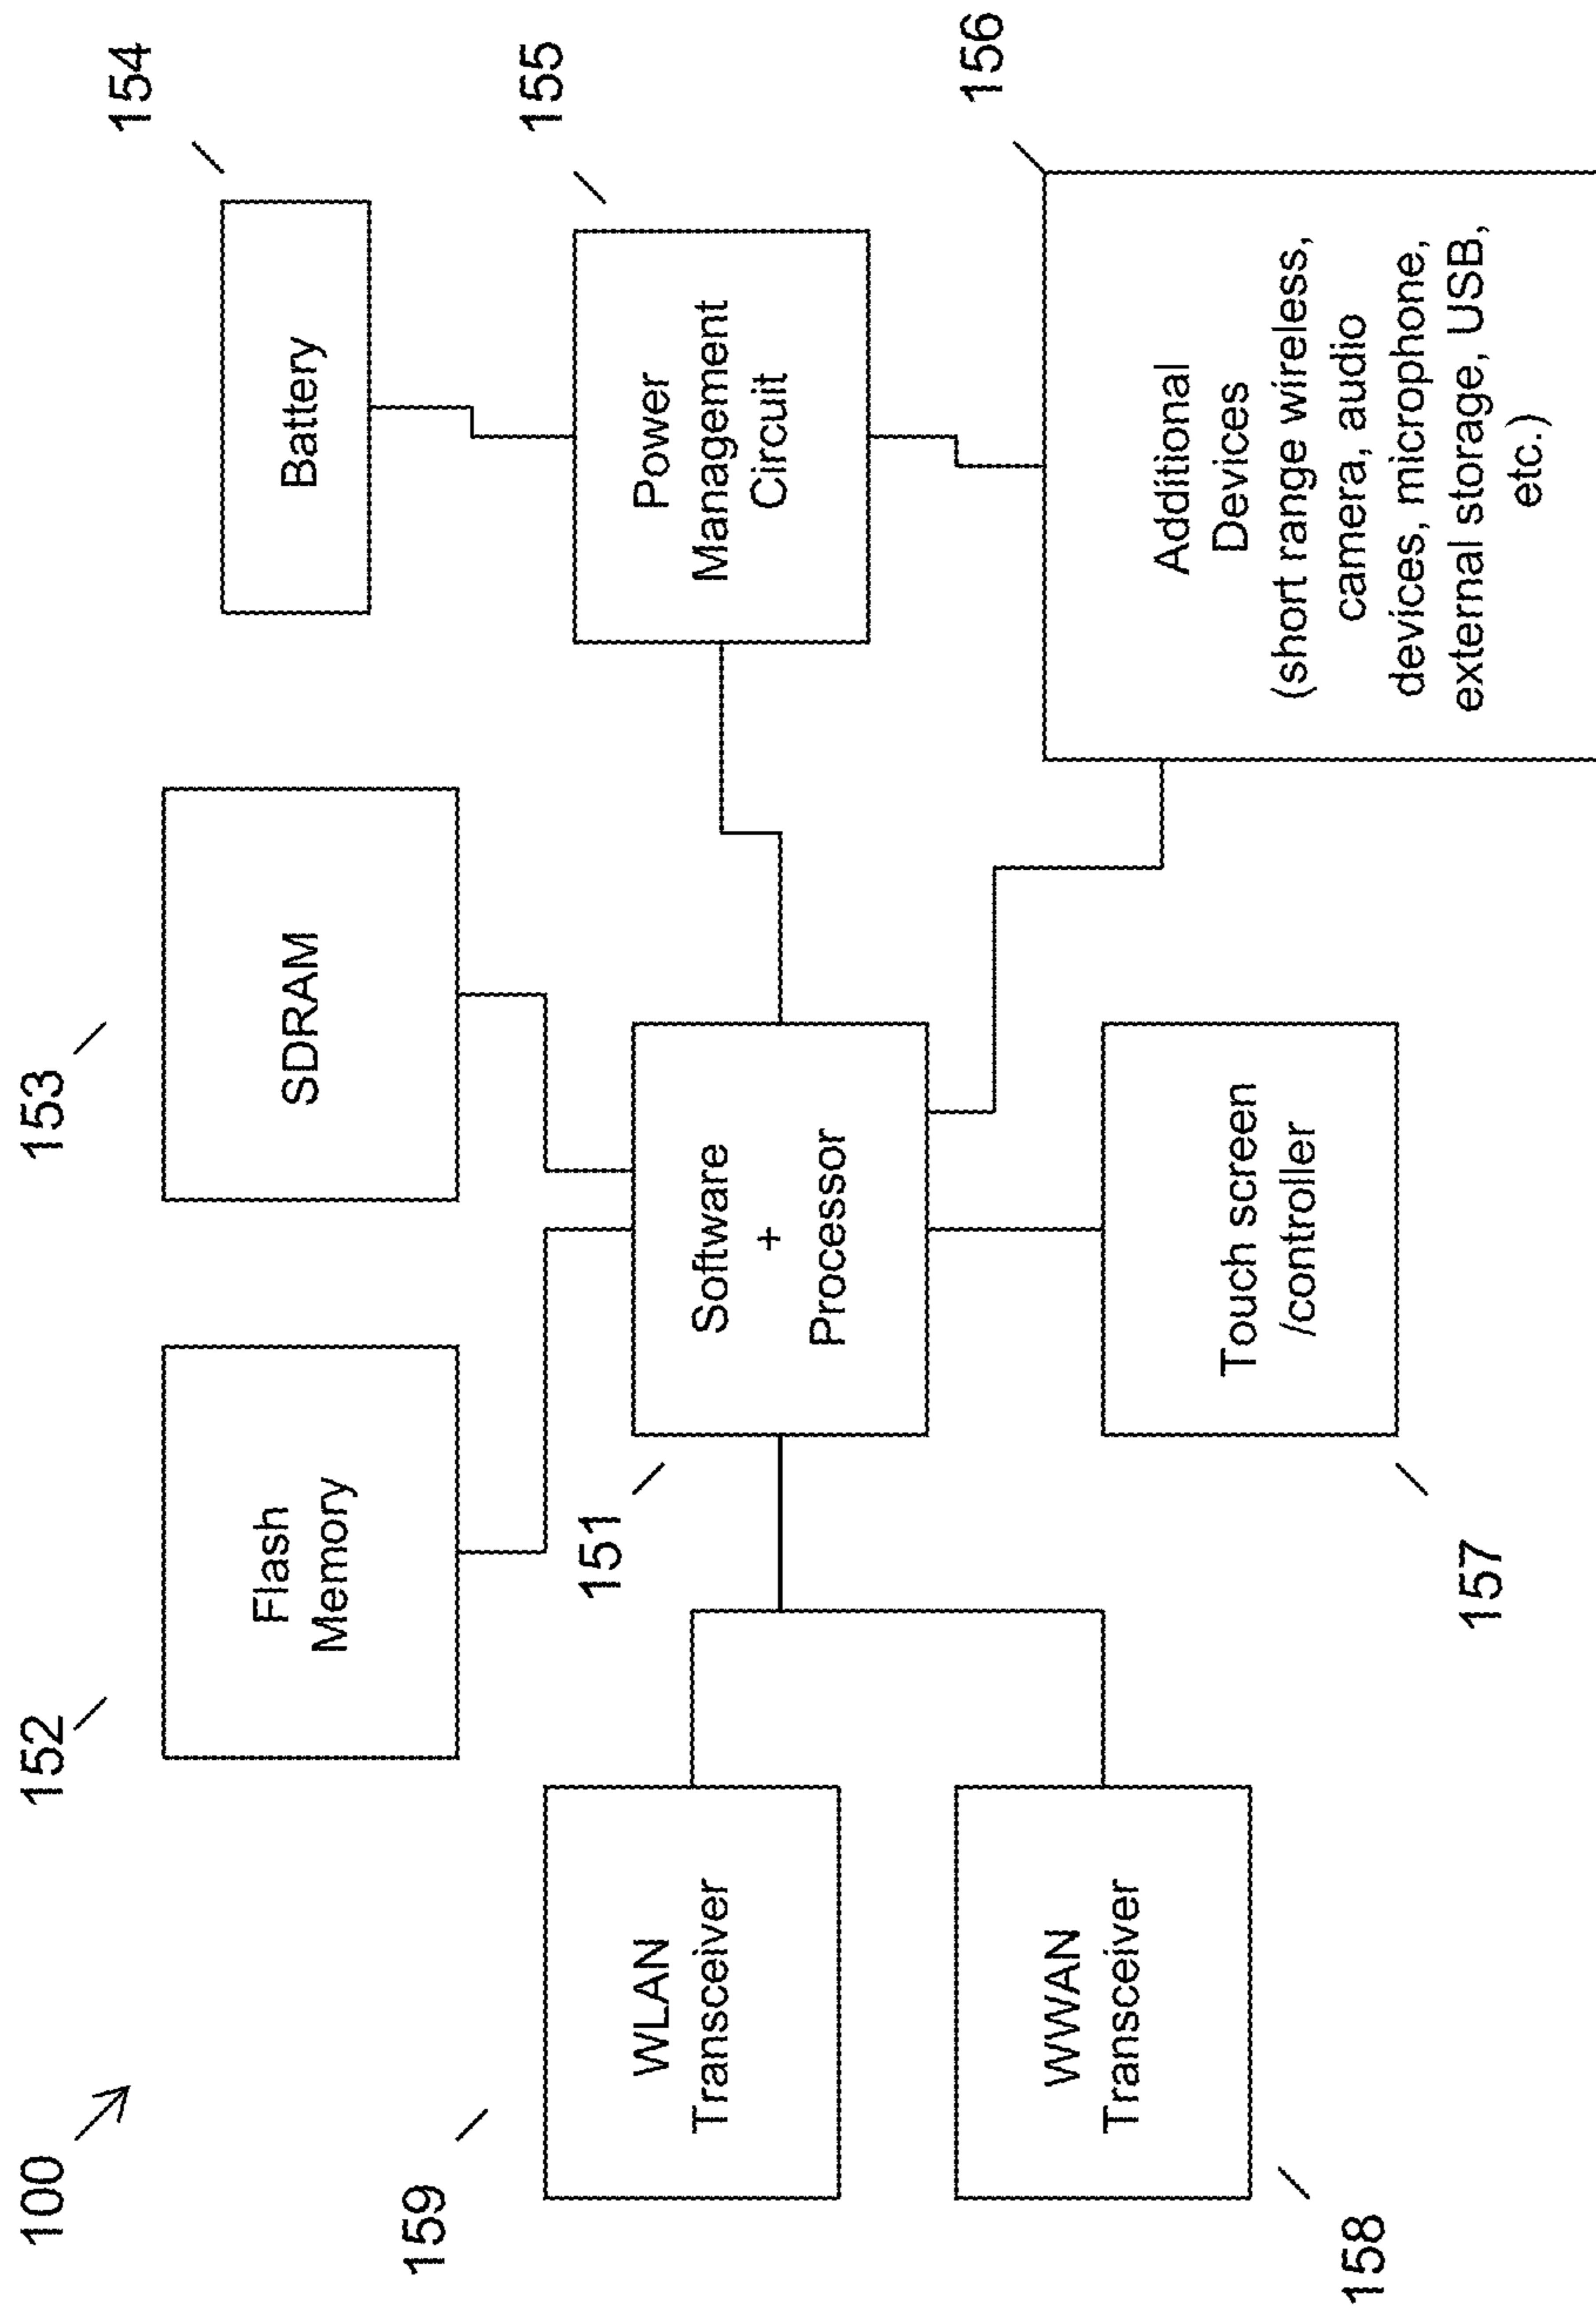 100
152
153
154
Flash
Memory
SDRAM
Battery
159
151
155
WLAN
Transceiver
Software
+
Processor
Power
Management
Circuit
158
WWAN
Transceiver
157
Touch screen
/controller
156
Additional
Devices
(short range wireless,
camera, audio
devices, microphone,
external storage, USB,
etc.)